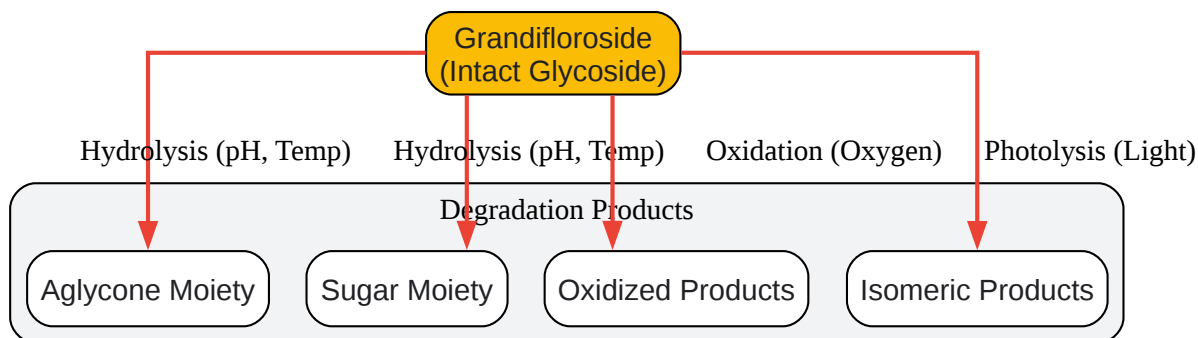 Grandifloroside
(Intact Glycoside)
Hydrolysis (pH, Temp)
Hydrolysis (pH, Temp)
Oxidation (Oxygen)
Photolysis (Light)
Degradation Products
Aglycone Moiety
Sugar Moiety
Oxidized Products
Isomeric Products